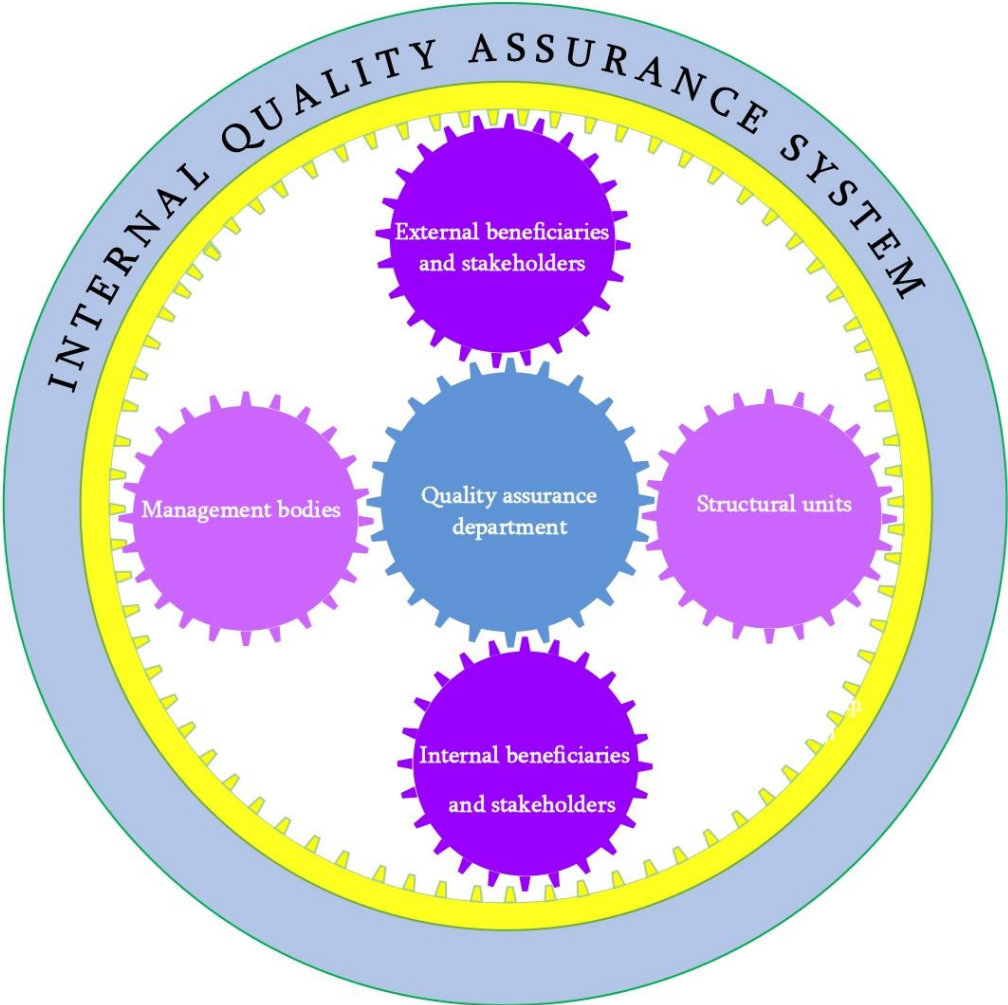 INTERNAL QUALITY ASSURANCE SYSTEM
External beneficiaries
and stakeholders
Management bodies
Quality assurance
department
Structural units
Internal beneficiaries
and stakeholders